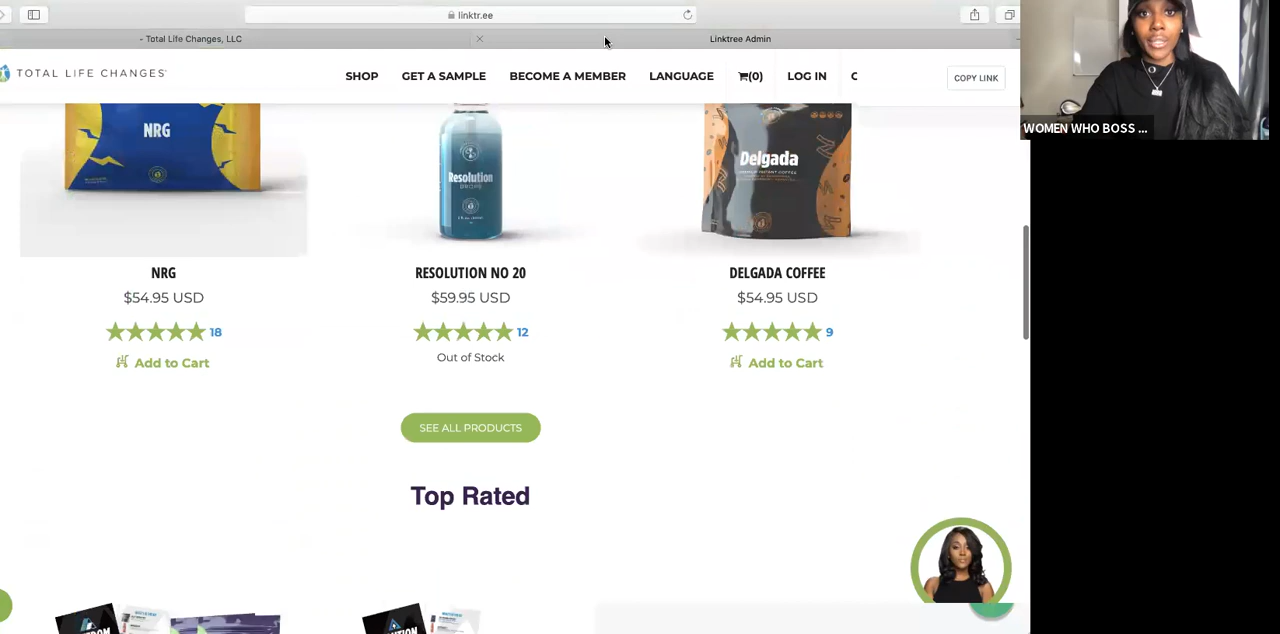 linktr.ee
- Total Life Changes, LLC
Linktree Admin
TOTAL LIFE CHANGES
SHOP
GET A SAMPLE
BECOME A MEMBER
LANGUAGE
(0)
LOG IN
C
COPY LINK
WOMEN WHO BOSS ...
NRG
Resolution
DROPS
Delgada
NRG
RESOLUTION NO 20
DELGADA COFFEE
$54.95 USD
$59.95 USD
$54.95 USD
18
12
9
Add to Cart
Out of Stock
Add to Cart
SEE ALL PRODUCTS
Top Rated